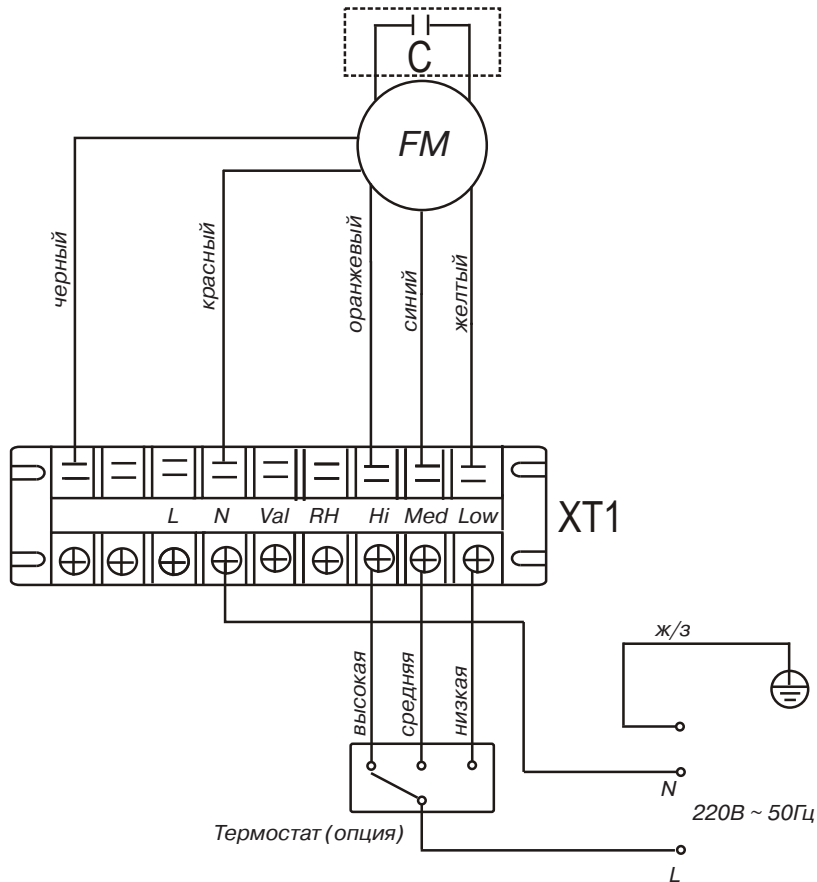 C
FM
черный
красный
оранжевый
синий
желтый
L N Val RH Hi Med Low
XT1
высокая
средняя
низкая
ж/з
N
220В ~ 50Гц
Термостат (опция)
L